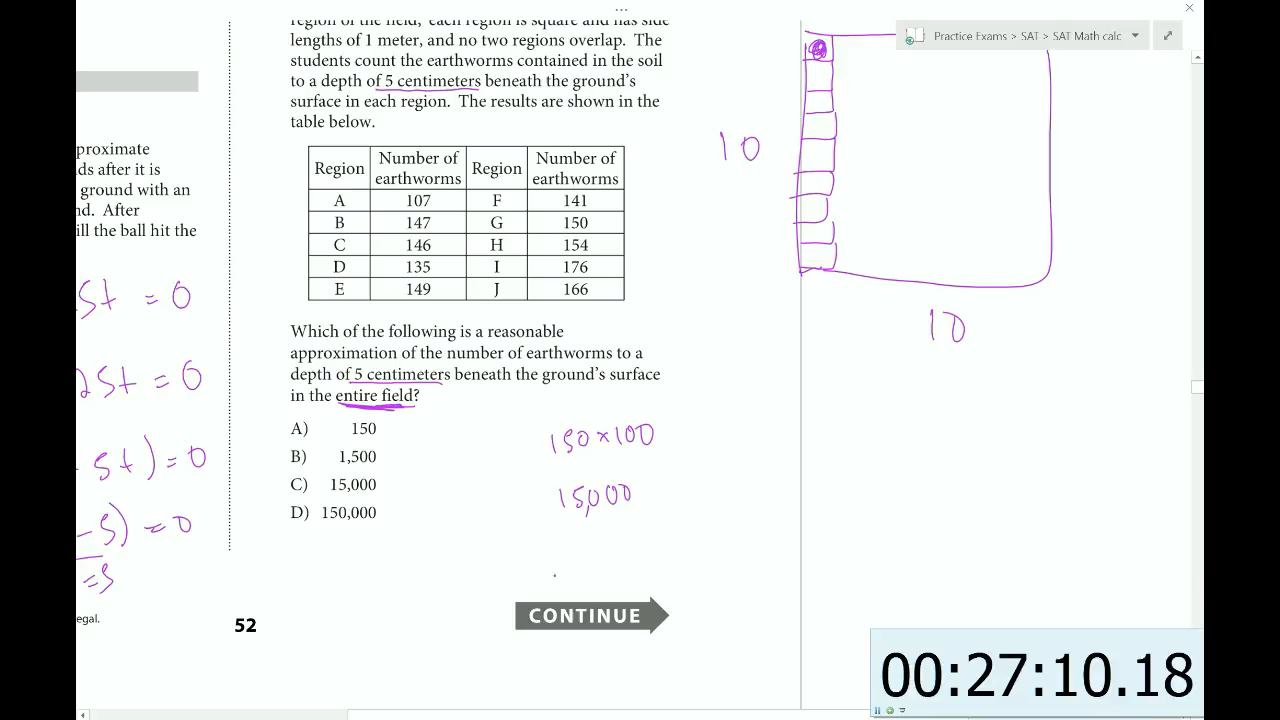 Practice Exams > SAT > SAT Math calc
region of the field, each region is square and has side
lengths of 1 meter, and no two regions overlap. The
students count the earthworms contained in the soil
to a depth of 5 centimeters beneath the ground's
surface in each region. The results are shown in the
table below.
Region Number of earthworms Region Number of earthworms
A 107 F 141
B 147 G 150
C 146 H 154
D 135 I 176
E 149 J 166
Which of the following is a reasonable
approximation of the number of earthworms to a
depth of 5 centimeters beneath the ground's surface
in the entire field?
A) 150
B) 1,500
C) 15,000
D) 150,000
150 × 100
15,000
10
10
proximate
ds after it is
ground with an
nd. After
ill the ball hit the
5t = 0
25t = 0
- 5t) = 0
- 5) = 0
= 5
egal.
52
CONTINUE
00:27:10.18